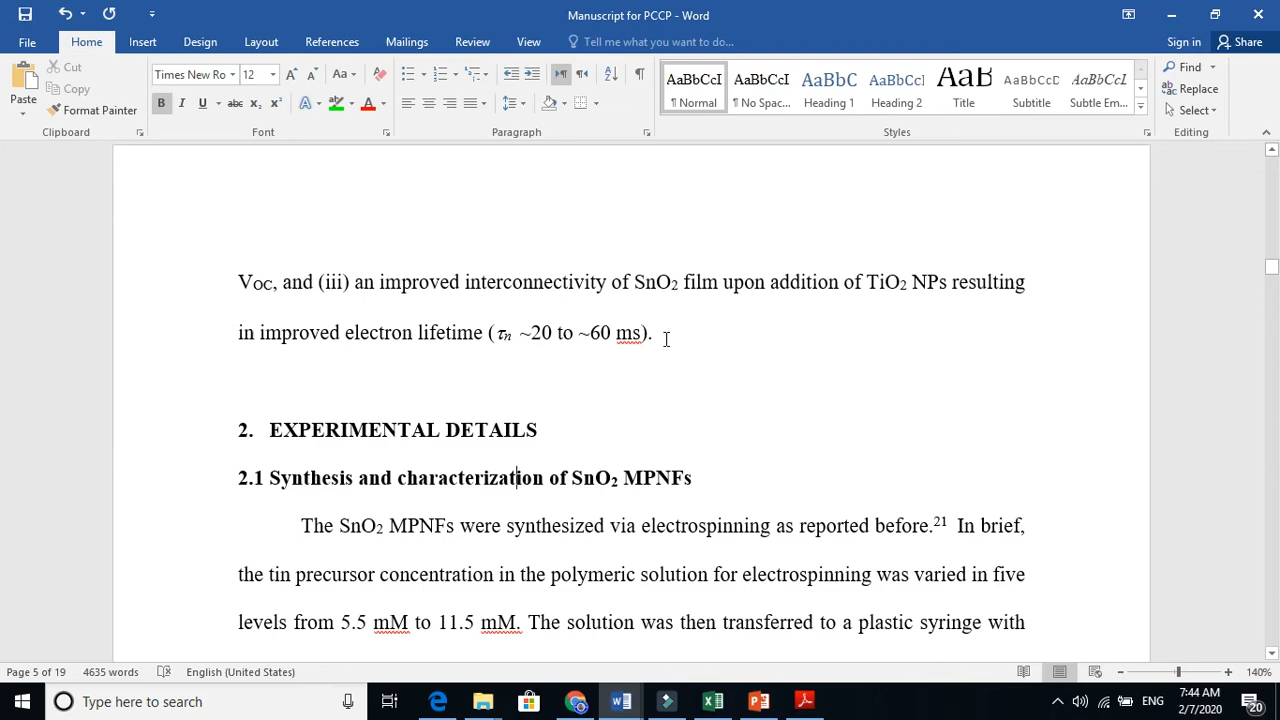 Manuscript for PCCP - Word
File Home Insert Design Layout References Mailings Review View Tell me what you want to do... Sign in Share
Paste Cut Copy Format Painter
Times New Ro 12
AaBbCcI AaBbCcI AaBbC AaBbCcI AaB AaBbCcD AaBbCcI
¶ Normal ¶ No Spac... Heading 1 Heading 2 Title Subtitle Subtle Em...
Find Replace Select
Clipboard Font Paragraph Styles Editing
VOC, and (iii) an improved interconnectivity of SnO2 film upon addition of TiO2 NPs resulting
in improved electron lifetime (τn ~20 to ~60 ms).
2. EXPERIMENTAL DETAILS
2.1 Synthesis and characterization of SnO2 MPNFs
The SnO2 MPNFs were synthesized via electrospinning as reported before.21 In brief,
the tin precursor concentration in the polymeric solution for electrospinning was varied in five
levels from 5.5 mM to 11.5 mM. The solution was then transferred to a plastic syringe with
Page 5 of 19 4635 words English (United States) 140%
Type here to search ENG 7:44 AM
2/7/2020 20